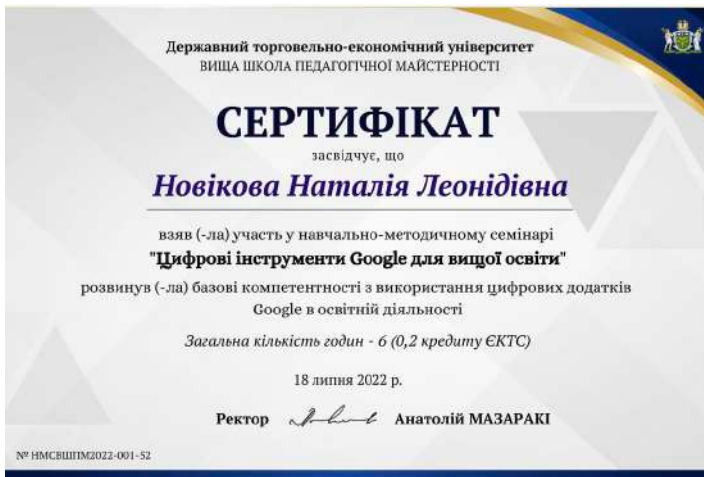 Державний торговельно-економічний університет
ВИЩА ШКОЛА ПЕДАГОГІЧНОЇ МАЙСТЕРНОСТІ
СЕРТИФІКАТ
засвідчує, що
Новікова Наталія Леонідівна
взяв (-ла) участь у навчально-методичному семінарі
"Цифрові інструменти Google для вищої освіти"
розвинув (-ла) базові компетентності з використання цифрових додатків
Google в освітній діяльності
Загальна кількість годин - 6 (0,2 кредиту ЄКТС)
18 липня 2022 р.
Ректор Анатолій МАЗАРАКІ
№ НМСВШПМ2022-001-52